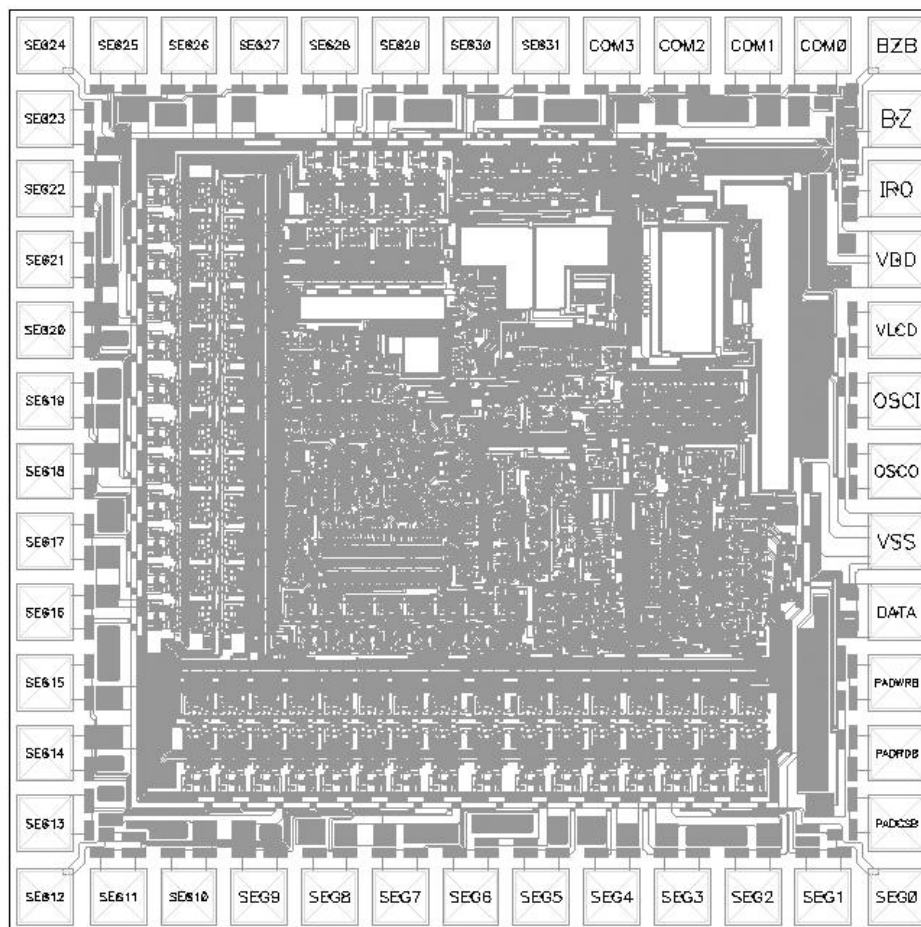 SEG24 SEG25 SEG26 SEG27 SEG28 SEG29 SEG30 SEG31 COM3 COM2 COM1 COM0 BZB
SEG23 BZ
SEG22 IRQ
SEG21 VDD
SEG20 VLCD
SEG19 OSCI
SEG18 OSCO
SEG17 VSS
SEG16 DATA
SEG15 PADWRB
SEG14 PADRDB
SEG13 PADCSB
SEG12 SEG11 SEG10 SEG9 SEG8 SEG7 SEG6 SEG5 SEG4 SEG3 SEG2 SEG1 SEG0